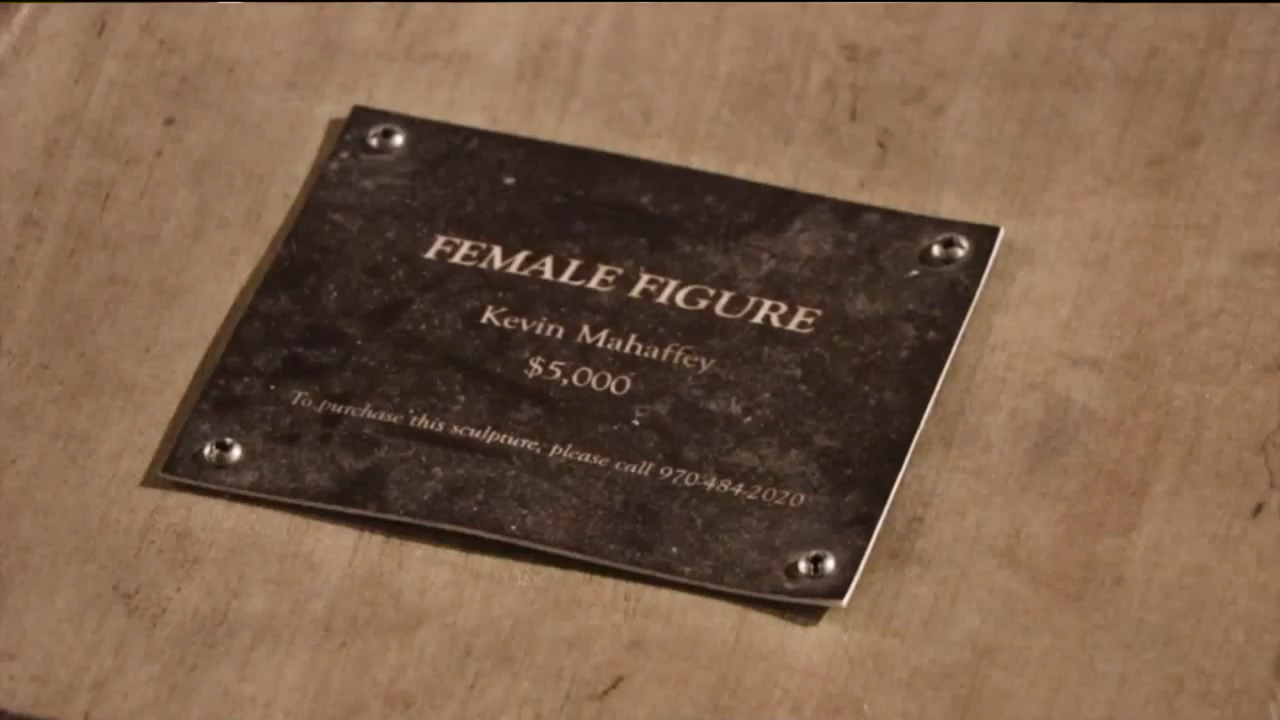 FEMALE FIGURE
Kevin Mahaffey
$5,000
To purchase this sculpture, please call 970-484-2020